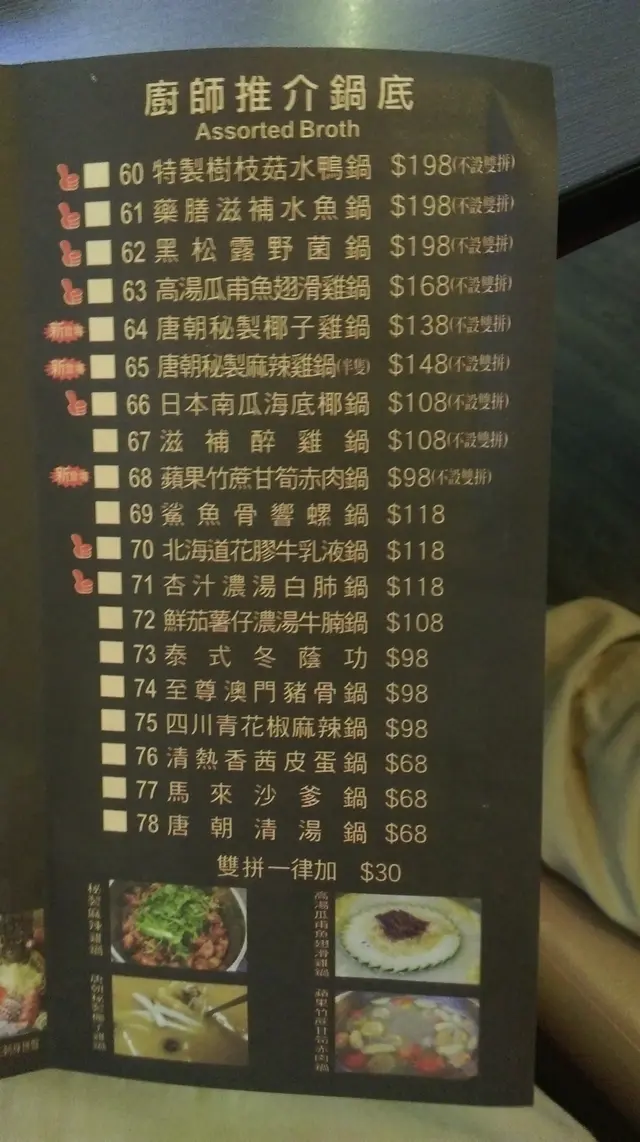 廚師推介鍋底
Assorted Broth
60 特製樹枝菇水鴨鍋 $198(不設雙拼)
61 藥膳滋補水魚鍋 $198(不設雙拼)
62 黑松露野菌鍋 $198(不設雙拼)
63 高湯瓜甫魚翅滑雞鍋 $168(不設雙拼)
64 唐朝秘製椰子雞鍋 $138(不設雙拼)
65 唐朝秘製麻辣雞鍋(半隻) $148(不設雙拼)
66 日本南瓜海底椰鍋 $108(不設雙拼)
67 滋補醉雞鍋 $108(不設雙拼)
68 蘋果竹蔗甘筍赤肉鍋 $98(不設雙拼)
69 鯊魚骨響螺鍋 $118
70 北海道花膠牛乳液鍋 $118
71 杏汁濃湯白肺鍋 $118
72 鮮茄薯仔濃湯牛腩鍋 $108
73 泰式冬蔭功 $98
74 至尊澳門豬骨鍋 $98
75 四川青花椒麻辣鍋 $98
76 清熱香茜皮蛋鍋 $68
77 馬來沙爹鍋 $68
78 唐朝清湯鍋 $68
雙拼一律加 $30
秘製麻辣雞鍋
高湯瓜甫魚翅滑雞鍋
唐朝秘製椰子雞鍋
蘋果竹蔗甘筍赤肉鍋